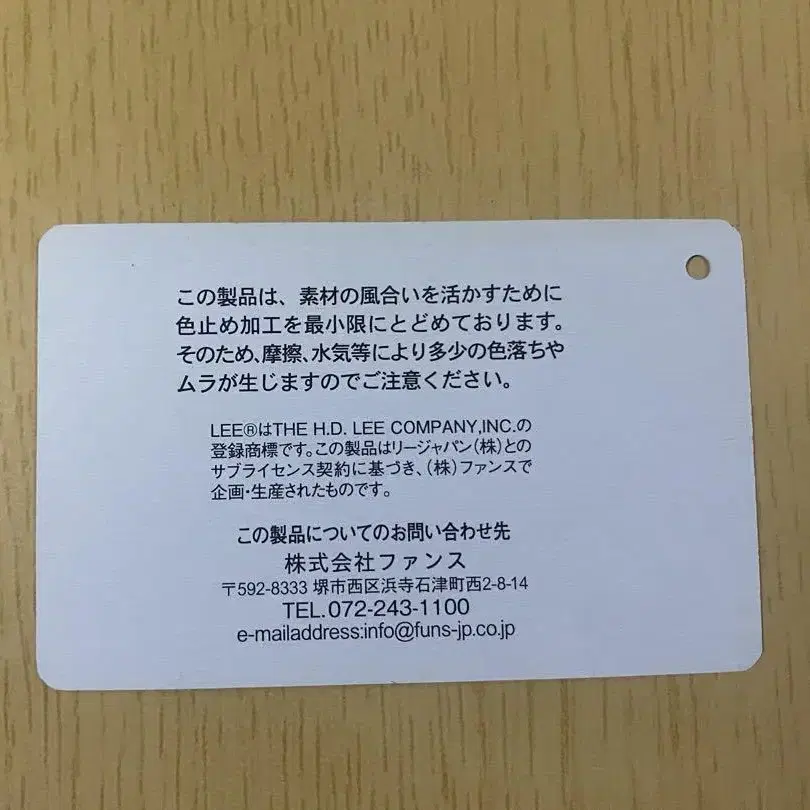 この製品は、素材の風合いを活かすために
色止め加工を最小限にとどめております。
そのため、摩擦、水気等により多少の色落ちや
ムラが生じますのでご注意ください。
LEE®はTHE H.D. LEE COMPANY,INC.の
登録商標です。この製品はリージャパン(株)との
サブライセンス契約に基づき、(株)ファンスで
企画・生産されたものです。
この製品についてのお問い合わせ先
株式会社ファンス
〒592-8333 堺市西区浜寺石津町西2-8-14
TEL.072-243-1100
e-mailaddress:info@funs-jp.co.jp